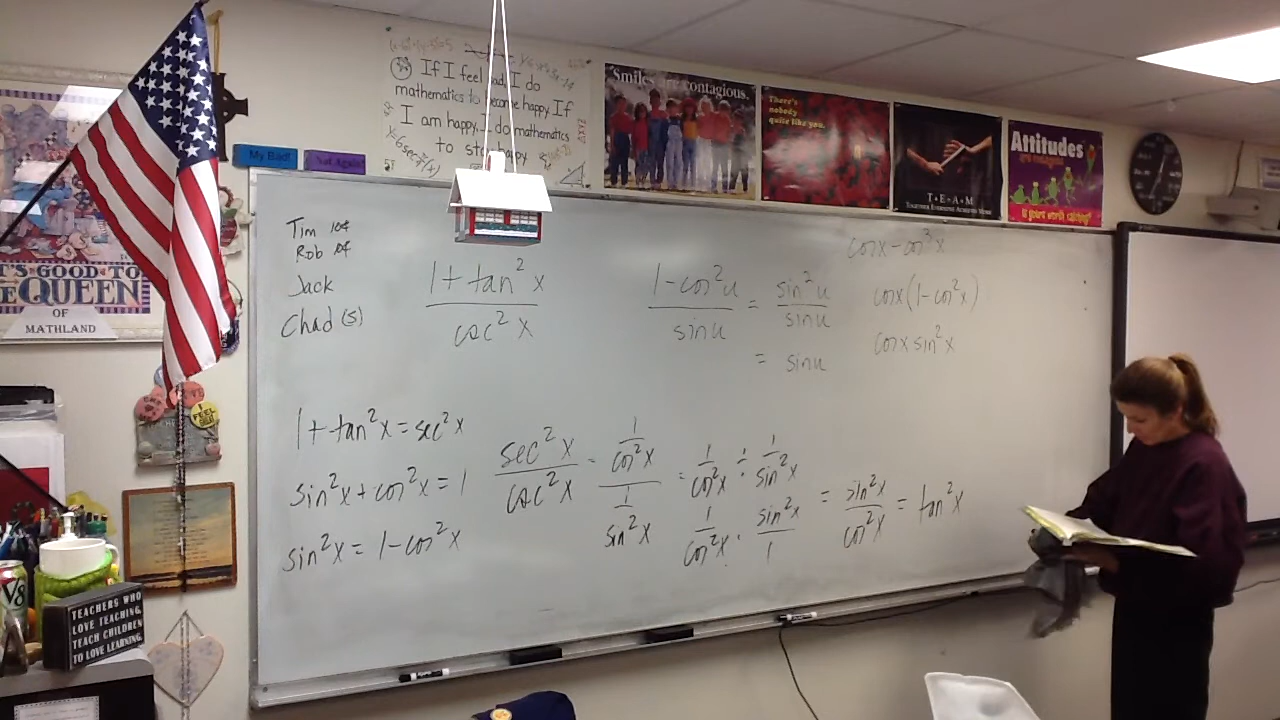 If I feel sad I do
mathematics to become happy. If
I am happy, I do mathematics
to stay happy
"Smiles are contagious.
There's
nobody
quite like you.
T•E•A•M
TOGETHER EVERYONE ACHIEVES MORE
Attitudes
are contagious
Is yours worth catching?
My Bad!
Not Again!
IT'S GOOD TO
BE QUEEN
OF
MATHLAND
I
FEEL
V8
TEACHERS WHO
LOVE TEACHING,
TEACH CHILDREN
TO LOVE LEARNING.
Tim
Rob
Jack
Chad (s)
1 + tan² x / csc² x
1 - cos² u / sin u = sin² u / sin u
= sin u
cos x - cos³ x
cos x (1 - cos² x)
cos x sin² x
1 + tan² x = sec² x
sin² x + cos² x = 1
sin² x = 1 - cos² x
sec² x / csc² x = 1/cos² x / 1/sin² x = 1/cos² x ÷ 1/sin² x
1/cos² x · sin² x / 1 = sin² x / cos² x = tan² x